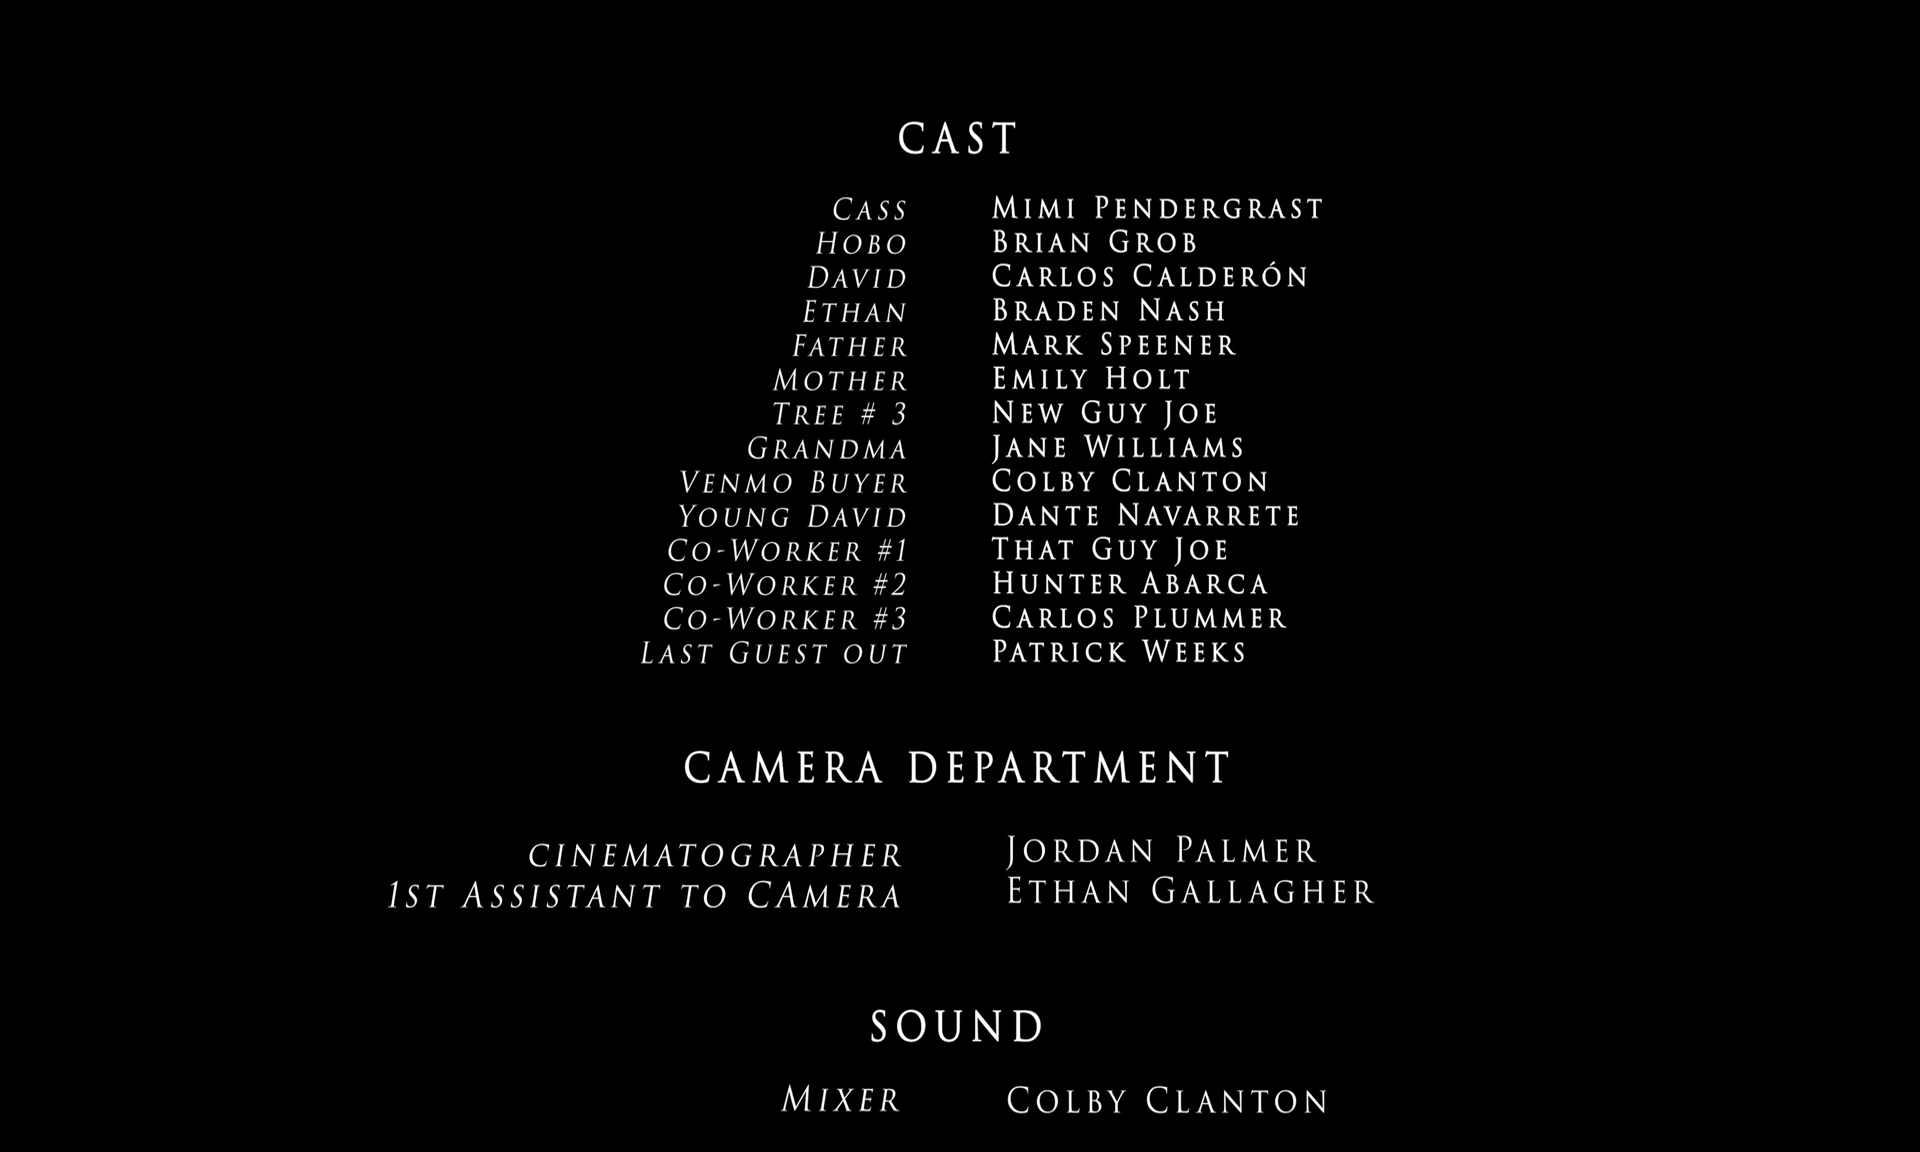 CAST
CASS MIMI PENDERGRAST
HOBO BRIAN GROB
DAVID CARLOS CALDERÓN
ETHAN BRADEN NASH
FATHER MARK SPEENER
MOTHER EMILY HOLT
TREE # 3 NEW GUY JOE
GRANDMA JANE WILLIAMS
VENMO BUYER COLBY CLANTON
YOUNG DAVID DANTE NAVARRETE
CO-WORKER #1 THAT GUY JOE
CO-WORKER #2 HUNTER ABARCA
CO-WORKER #3 CARLOS PLUMMER
LAST GUEST OUT PATRICK WEEKS
CAMERA DEPARTMENT
CINEMATOGRAPHER JORDAN PALMER
1ST ASSISTANT TO CAMERA ETHAN GALLAGHER
SOUND
MIXER COLBY CLANTON